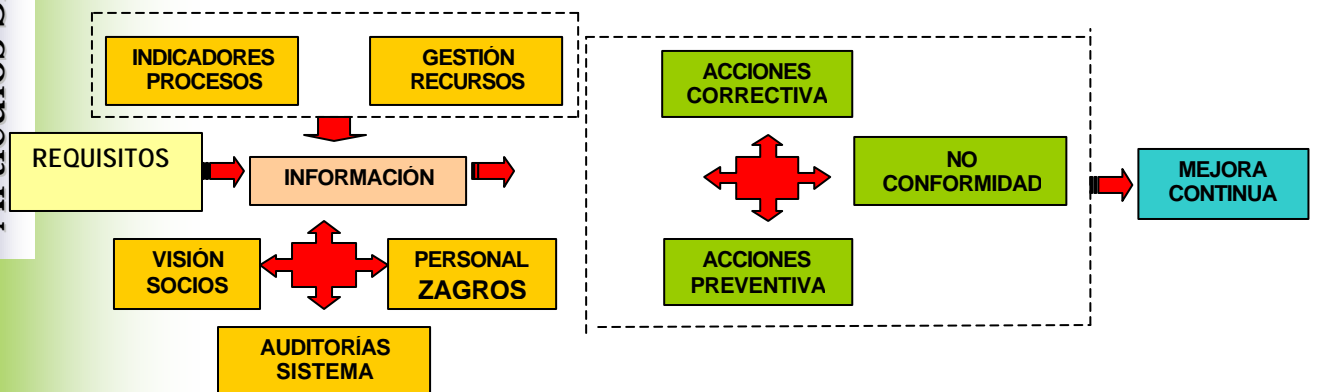 INDICADORES
PROCESOS
GESTIÓN
RECURSOS
REQUISITOS
INFORMACIÓN
VISIÓN
SOCIOS
PERSONAL
ZAGROS
AUDITORÍAS
SISTEMA
ACCIONES
CORRECTIVA
NO
CONFORMIDAD
ACCIONES
PREVENTIVA
MEJORA
CONTINUA